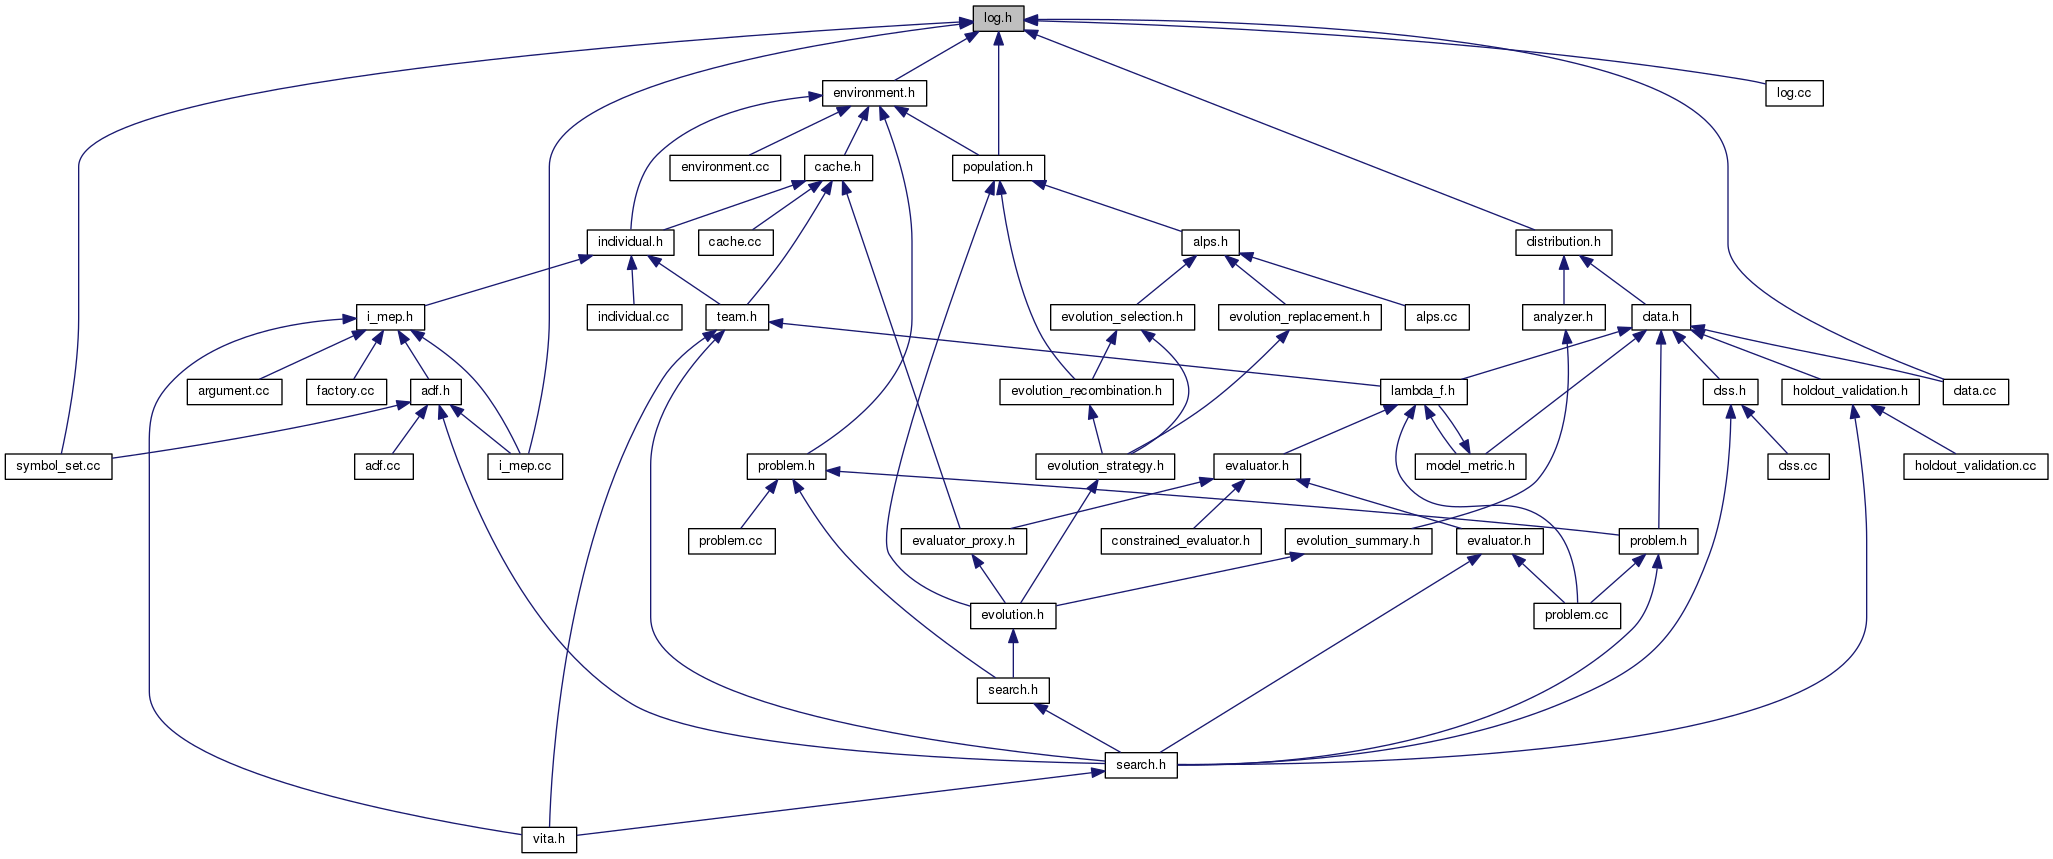 log.h
environment.h
log.cc
environment.cc
cache.h
population.h
individual.h
cache.cc
alps.h
distribution.h
i_mep.h
individual.cc
team.h
evolution_selection.h
evolution_replacement.h
alps.cc
analyzer.h
data.h
argument.cc
factory.cc
adf.h
evolution_recombination.h
lambda_f.h
dss.h
holdout_validation.h
data.cc
symbol_set.cc
adf.cc
i_mep.cc
problem.h
evolution_strategy.h
evaluator.h
model_metric.h
dss.cc
holdout_validation.cc
problem.cc
evaluator_proxy.h
constrained_evaluator.h
evolution_summary.h
evaluator.h
problem.h
evolution.h
problem.cc
search.h
search.h
vita.h